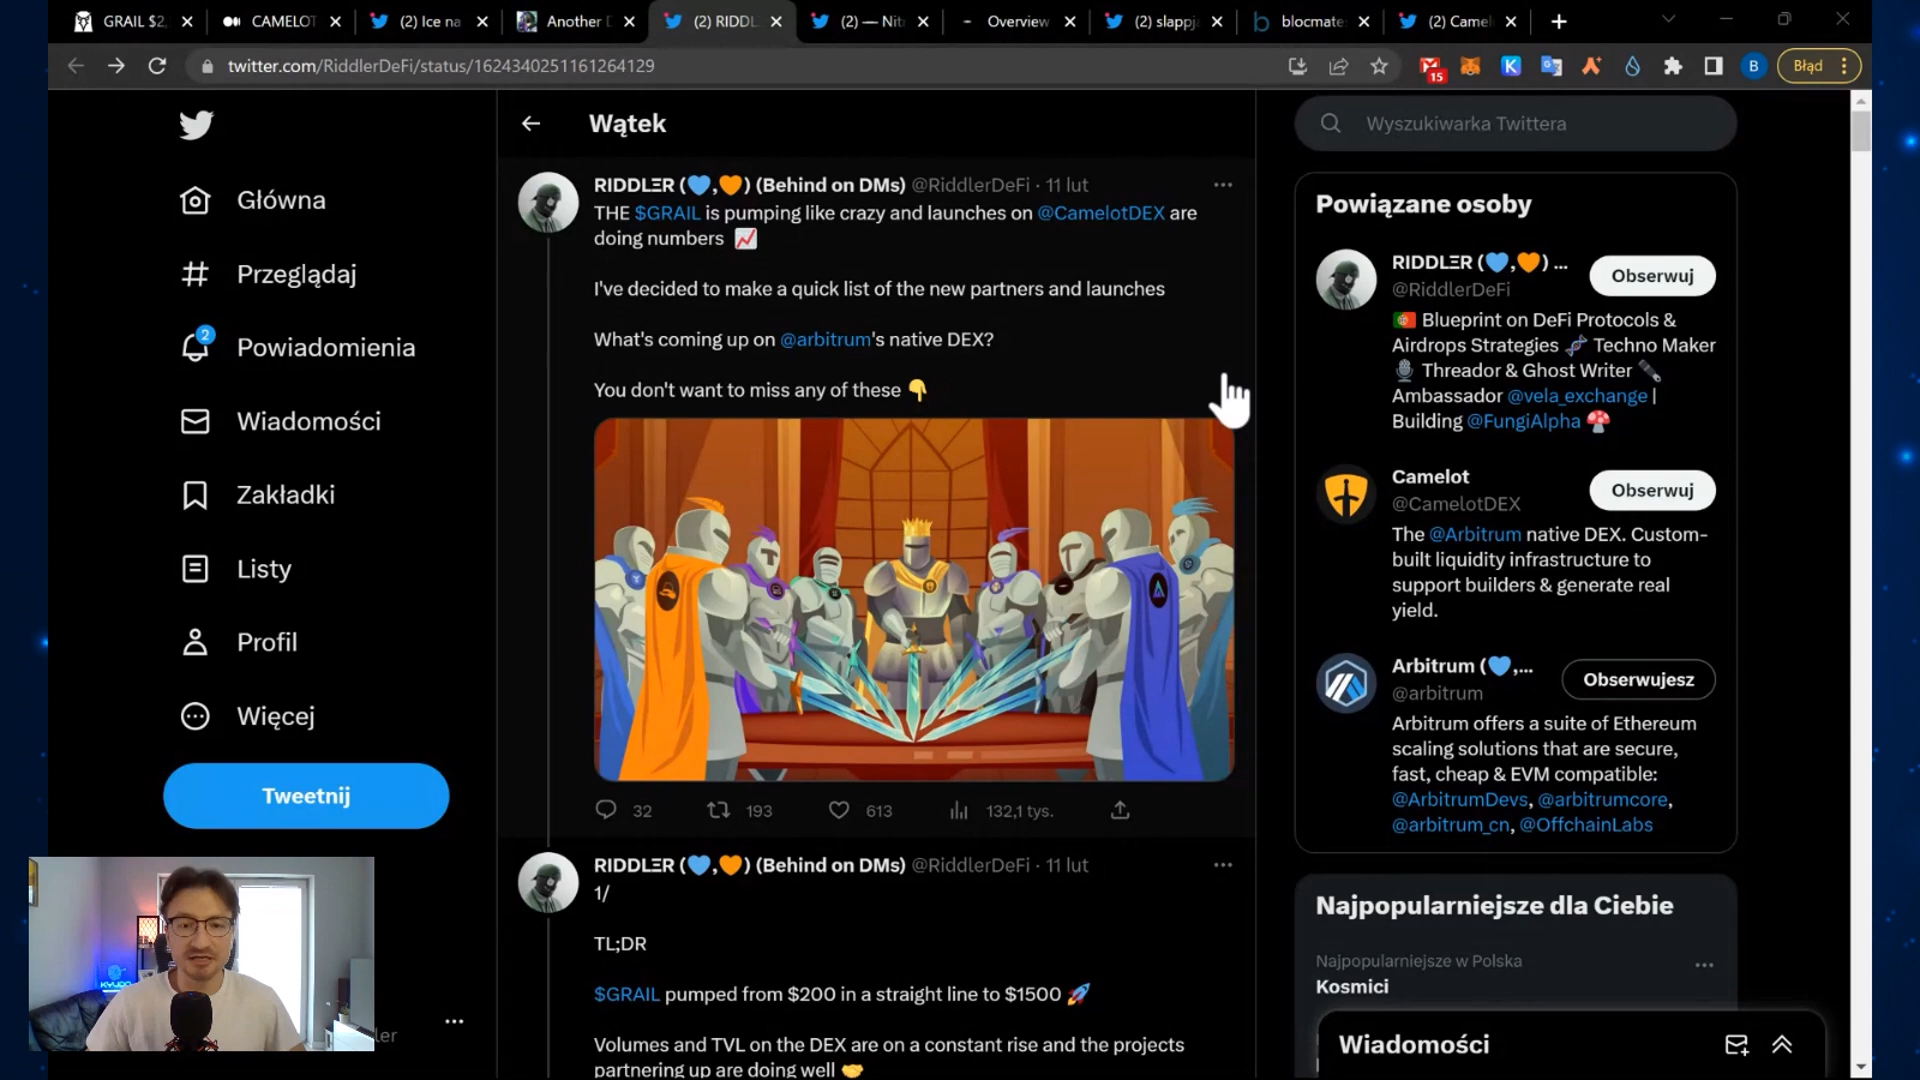 GRAIL $2,
CAMELOT
(2) Ice na
Another D
(2) RIDDL
(2) — Nit
Overview
(2) slappj
blocmate
(2) Camel
twitter.com/RiddlerDeFi/status/1624340251161264129
15
K
B
Błąd
Główna
Przeglądaj
2
Powiadomienia
Wiadomości
Zakładki
Listy
Profil
Więcej
Tweetnij
Wątek
RIDDLΞR (💙,🧡) (Behind on DMs) @RiddlerDeFi · 11 lut
THE $GRAIL is pumping like crazy and launches on @CamelotDEX are
doing numbers 📈
I've decided to make a quick list of the new partners and launches
What's coming up on @arbitrum's native DEX?
You don't want to miss any of these 👇
32
193
613
132,1 tys.
RIDDLΞR (💙,🧡) (Behind on DMs) @RiddlerDeFi · 11 lut
1/
TL;DR
$GRAIL pumped from $200 in a straight line to $1500 🚀
Volumes and TVL on the DEX are on a constant rise and the projects
partnering up are doing well 🤝
Wyszukiwarka Twittera
Powiązane osoby
RIDDLΞR (💙,🧡) ...
@RiddlerDeFi
Obserwuj
🇵🇹 Blueprint on DeFi Protocols &
Airdrops Strategies 🧬 Techno Maker
🎙️ Threador & Ghost Writer ✒️
Ambassador @vela_exchange |
Building @FungiAlpha 🍄
Camelot
@CamelotDEX
Obserwuj
The @Arbitrum native DEX. Custom-
built liquidity infrastructure to
support builders & generate real
yield.
Arbitrum (💙,...
@arbitrum
Obserwujesz
Arbitrum offers a suite of Ethereum
scaling solutions that are secure,
fast, cheap & EVM compatible:
@ArbitrumDevs, @arbitrumcore,
@arbitrum_cn, @OffchainLabs
Najpopularniejsze dla Ciebie
Najpopularniejsze w Polska
Kosmici
Wiadomości
ler